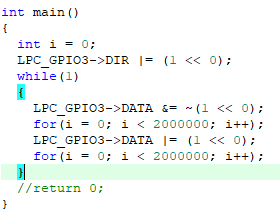 int main()
{
  int i = 0;
  LPC_GPIO3->DIR |= (1 << 0);
  while(1)
  {
    LPC_GPIO3->DATA &= ~(1 << 0);
    for(i = 0; i < 2000000; i++);
    LPC_GPIO3->DATA |= (1 << 0);
    for(i = 0; i < 2000000; i++);
  }
  //return 0;
}